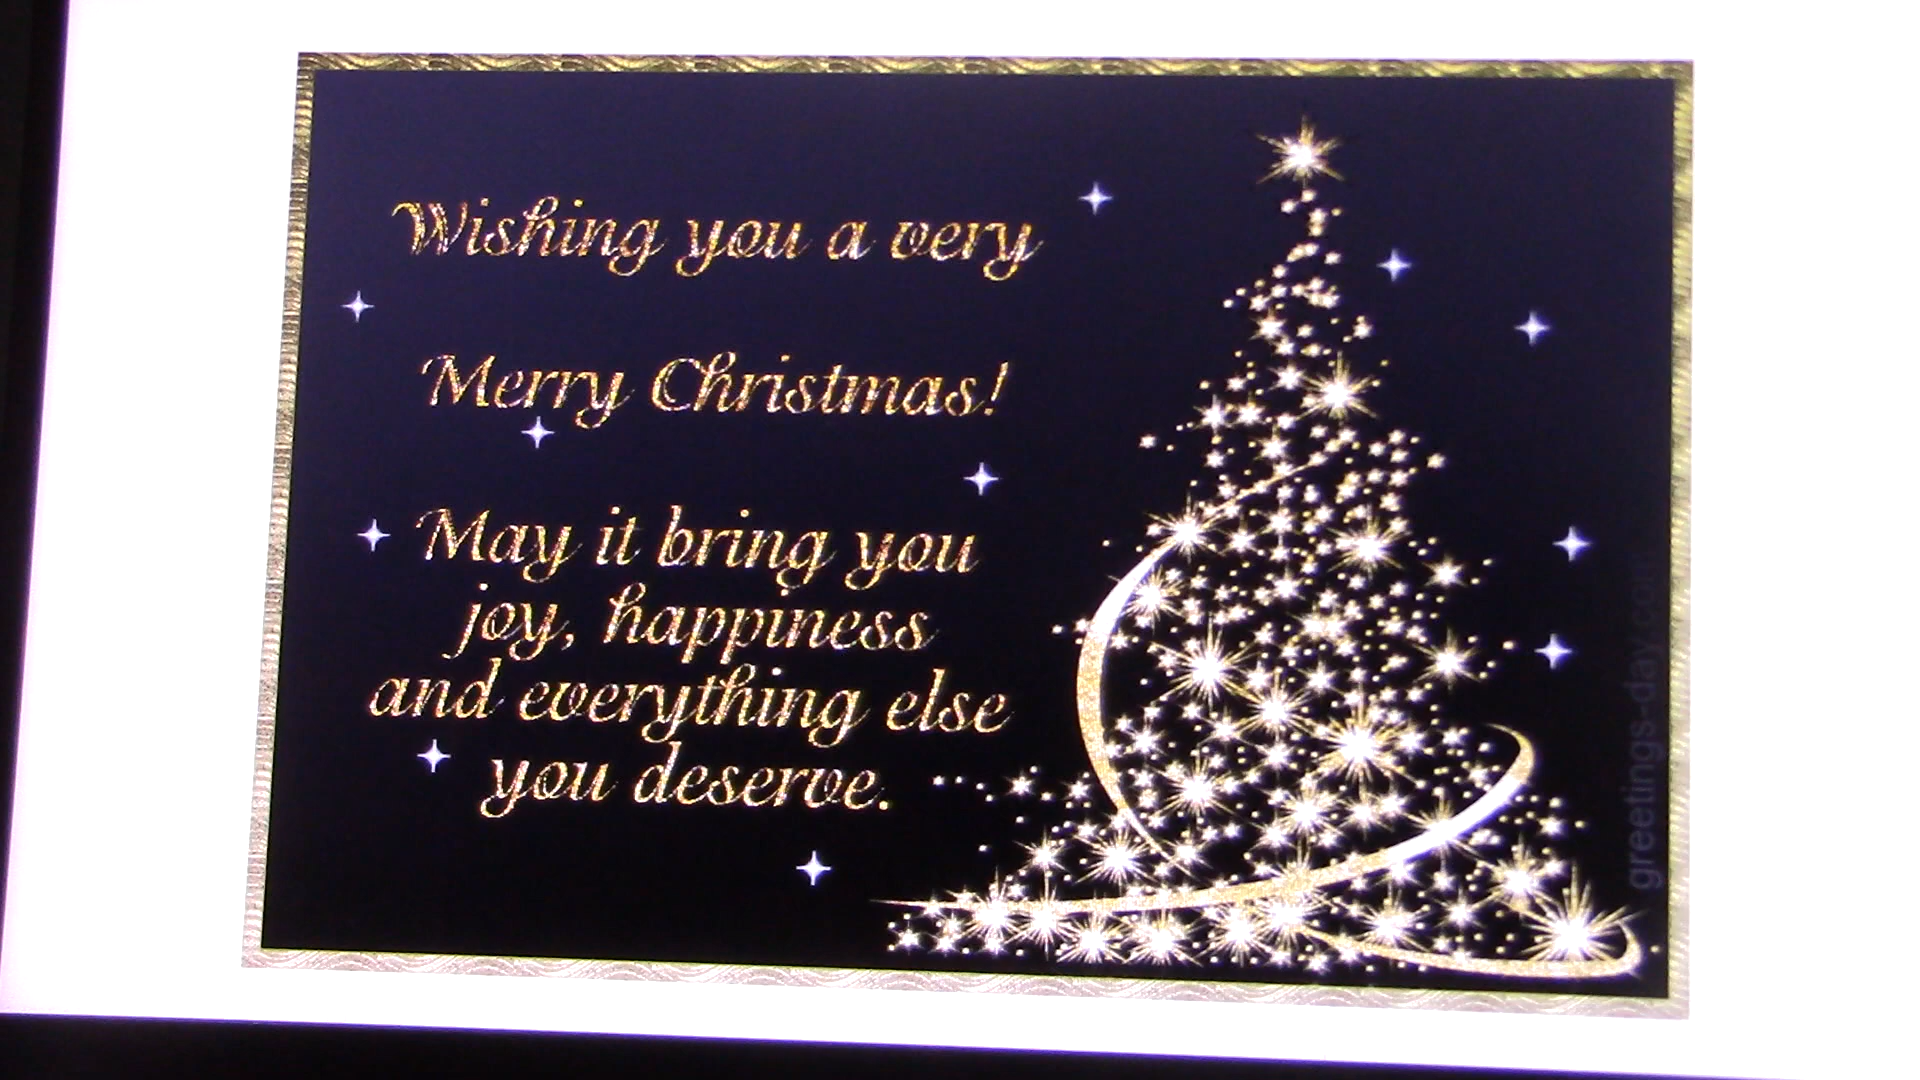 Wishing you a very
Merry Christmas!
May it bring you
joy, happiness
and everything else
you deserve.
greetings-day.com